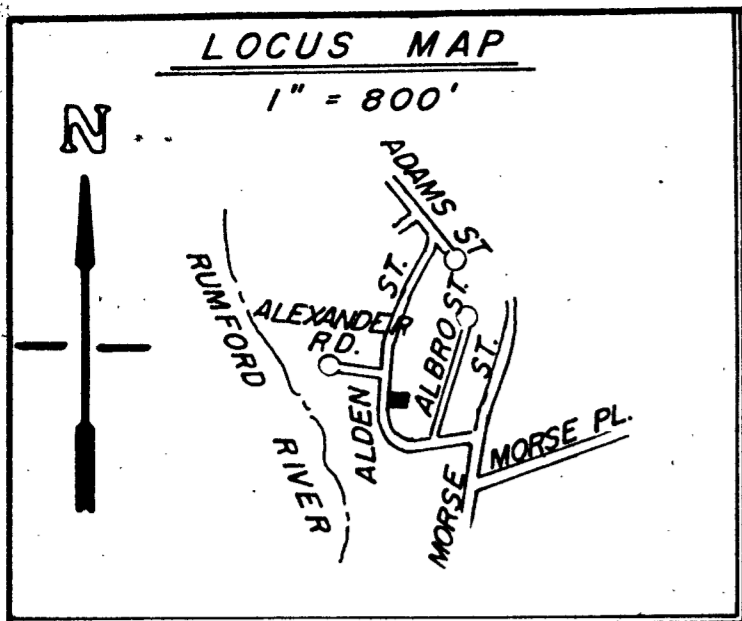 LOCUS MAP
1" = 800'
N
ADAMS ST
RUMFORD
RIVER
ALEXANDER
RD.
ALDEN
ST.
ALBRO ST.
MORSE
ST.
MORSE PL.